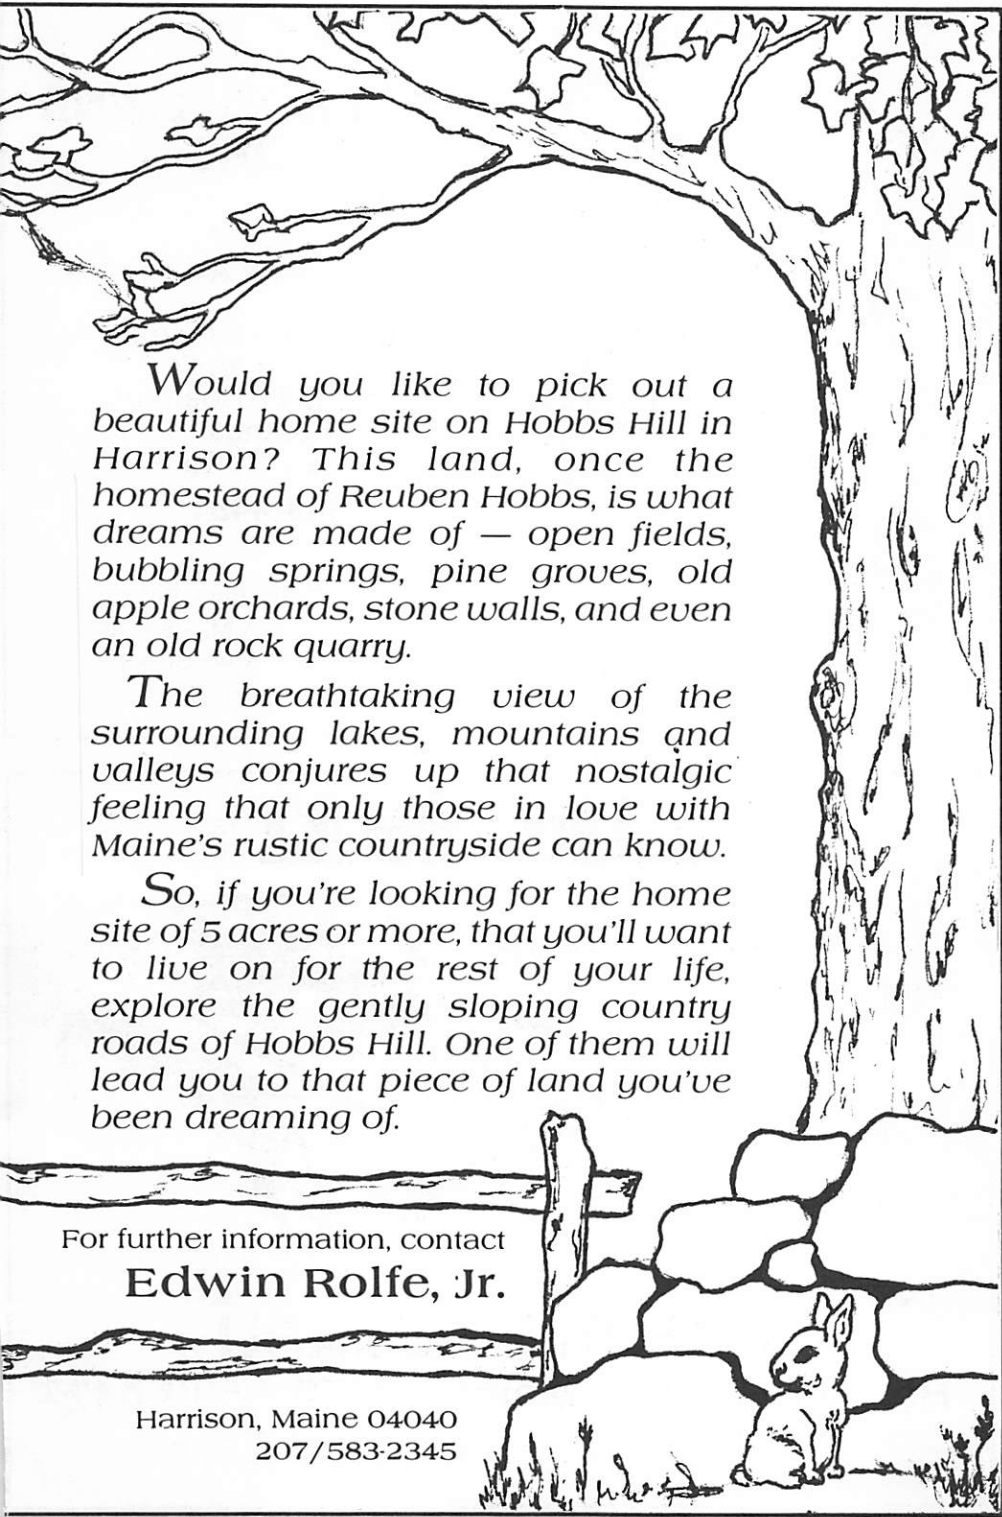 Would you like to pick out a
beautiful home site on Hobbs Hill in
Harrison? This land, once the
homestead of Reuben Hobbs, is what
dreams are made of — open fields,
bubbling springs, pine groves, old
apple orchards, stone walls, and even
an old rock quarry.
The breathtaking view of the
surrounding lakes, mountains and
valleys conjures up that nostalgic
feeling that only those in love with
Maine's rustic countryside can know.
So, if you're looking for the home
site of 5 acres or more, that you'll want
to live on for the rest of your life,
explore the gently sloping country
roads of Hobbs Hill. One of them will
lead you to that piece of land you've
been dreaming of.
For further information, contact
Edwin Rolfe, Jr.
Harrison, Maine 04040
207/583-2345